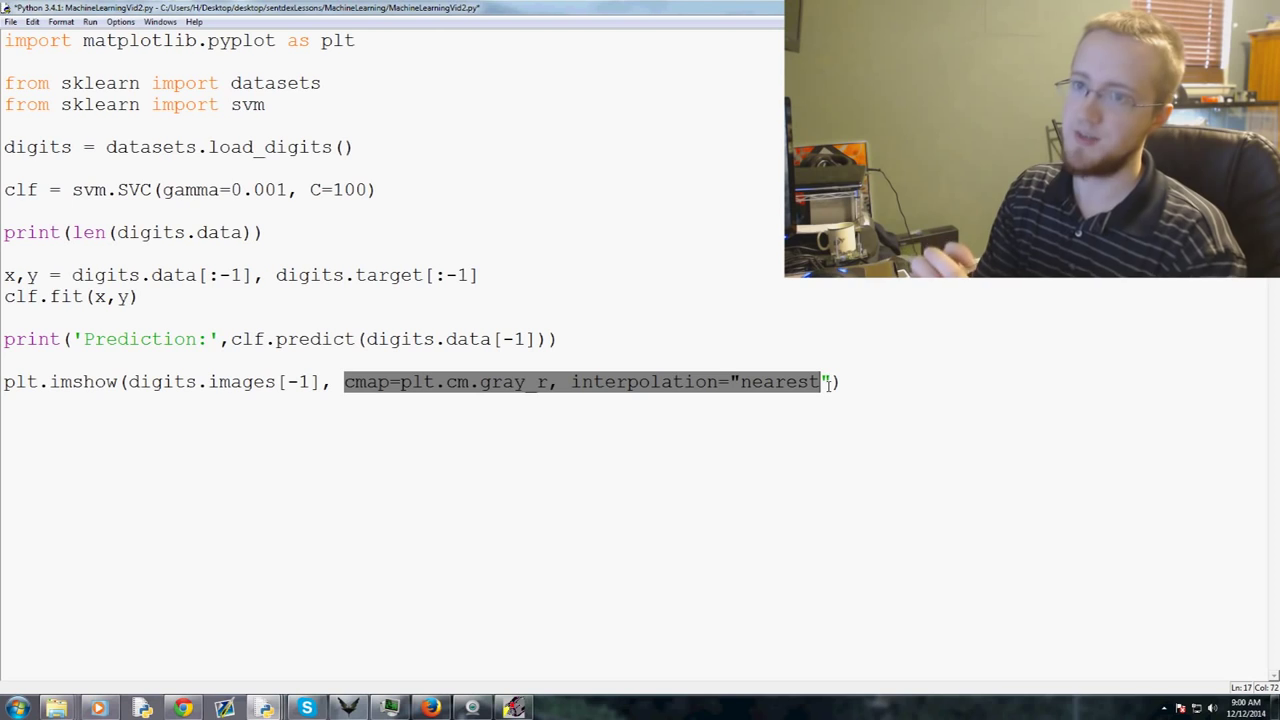 *Python 3.4.1: MachineLearningVid2.py - C:/Users/H/Desktop/desktop/sentdexLessons/MachineLearning/MachineLearningVid2.py*
File Edit Format Run Options Windows Help
import matplotlib.pyplot as plt
from sklearn import datasets
from sklearn import svm
digits = datasets.load_digits()
clf = svm.SVC(gamma=0.001, C=100)
print(len(digits.data))
x,y = digits.data[:-1], digits.target[:-1]
clf.fit(x,y)
print('Prediction:',clf.predict(digits.data[-1]))
plt.imshow(digits.images[-1], cmap=plt.cm.gray_r, interpolation="nearest")
Ln: 17 Col: 72
9:00 AM
12/12/2014